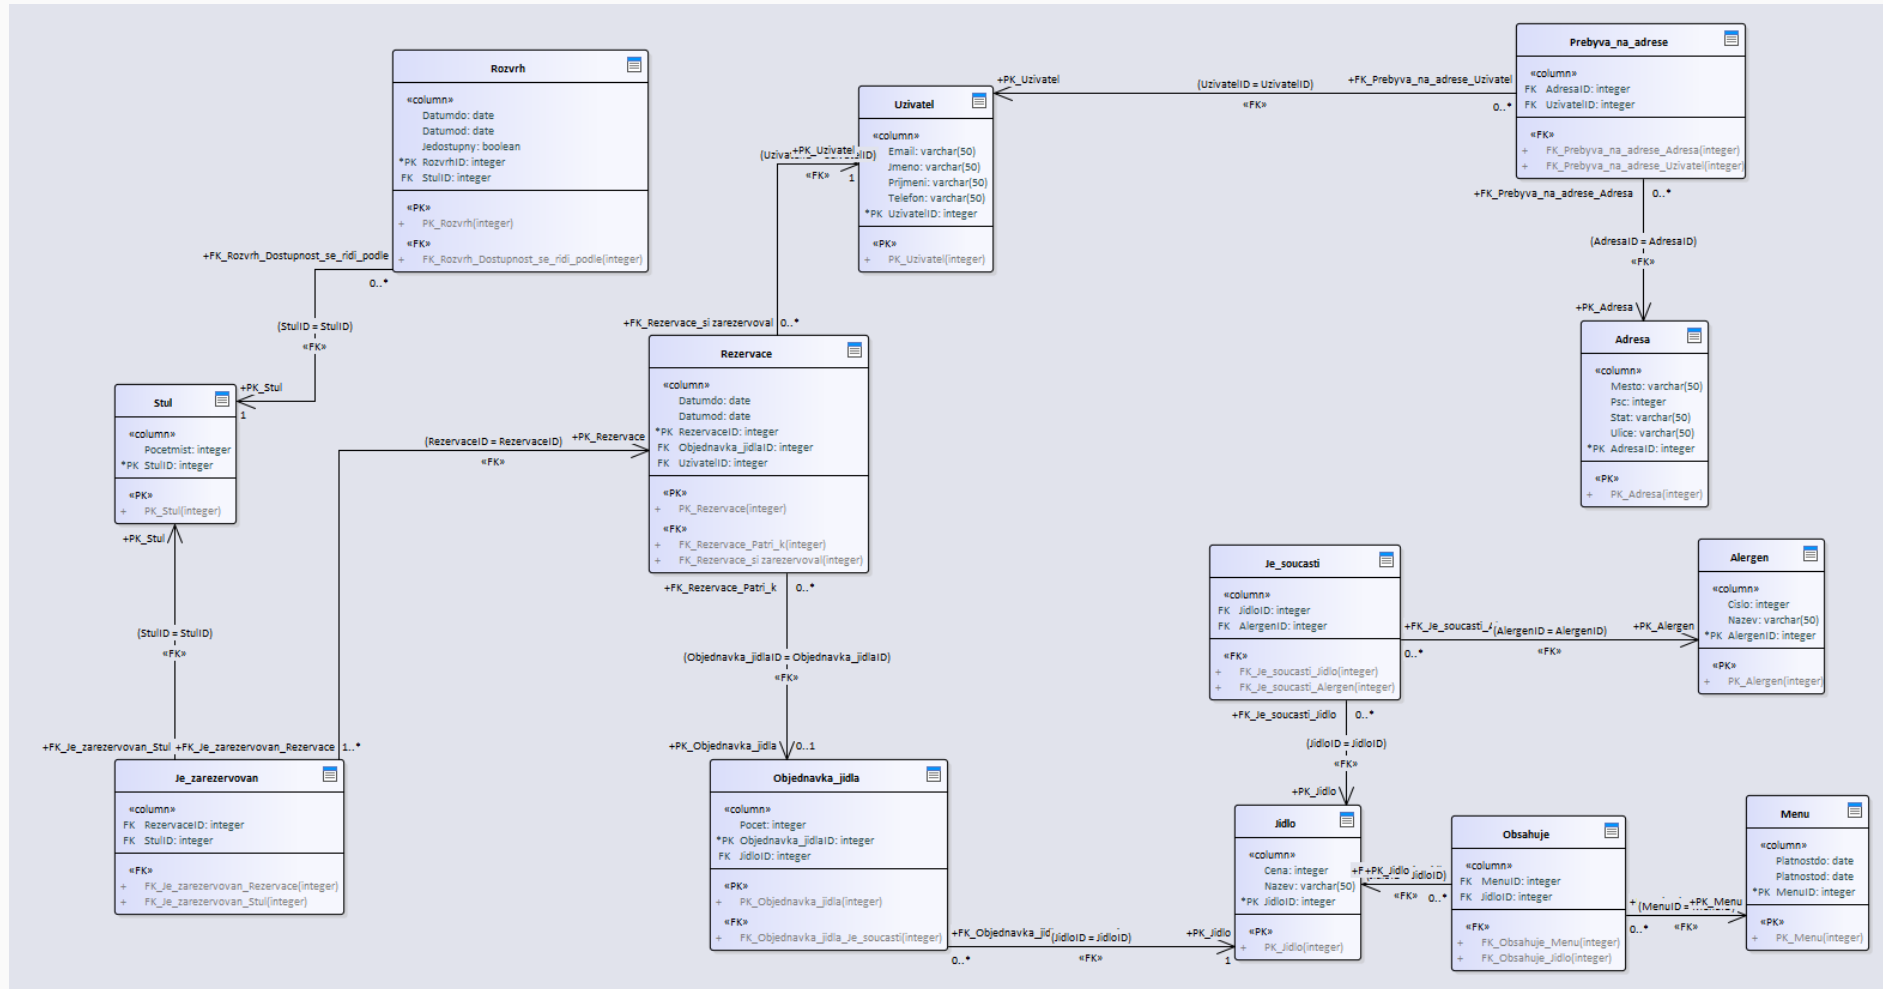 Rozvrh
«column»
Datumdo: date
Datumod: date
Jedostupny: boolean
*PK RozvrhID: integer
FK StulID: integer
«PK»
+ PK_Rozvrh(integer)
«FK»
+ FK_Rozvrh_Dostupnost_se_ridi_podle(integer)
+FK_Rozvrh_Dostupnost_se_ridi_podle
0..*
(StulID = StulID)
«FK»
+PK_Stul
1
Stul
«column»
Pocetmist: integer
*PK StulID: integer
«PK»
+ PK_Stul(integer)
+PK_Stul
(StulID = StulID)
«FK»
+FK_Je_zarezervovan_Stul
+FK_Je_zarezervovan_Rezervace
1..*
Je_zarezervovan
«column»
FK RezervaceID: integer
FK StulID: integer
«FK»
+ FK_Je_zarezervovan_Rezervace(integer)
+ FK_Je_zarezervovan_Stul(integer)
(RezervaceID = RezervaceID)
«FK»
+PK_Rezervace
Uzivatel
«column»
Email: varchar(50)
Jmeno: varchar(50)
Prijmeni: varchar(50)
Telefon: varchar(50)
*PK UzivatelID: integer
«PK»
+ PK_Uzivatel(integer)
+PK_Uzivatel
«FK»
1
+FK_Rezervace_si zarezervoval
0..*
Rezervace
«column»
Datumdo: date
Datumod: date
*PK RezervaceID: integer
FK Objednavka_jidlaID: integer
FK UzivatelID: integer
«PK»
+ PK_Rezervace(integer)
«FK»
+ FK_Rezervace_Patri_k(integer)
+ FK_Rezervace_si zarezervoval(integer)
+FK_Rezervace_Patri_k
0..*
(Objednavka_jidlaID = Objednavka_jidlaID)
«FK»
+PK_Objednavka_jidla
0..1
Objednavka_jidla
«column»
Pocet: integer
*PK Objednavka_jidlaID: integer
FK JidloID: integer
«PK»
+ PK_Objednavka_jidla(integer)
«FK»
+ FK_Objednavka_jidla_Je_soucasti(integer)
(JidloID = JidloID)
+PK_Jidlo
0..*
«FK»
1
+PK_Uzivatel
(UzivatelID = UzivatelID)
«FK»
+FK_Prebyva_na_adrese_Uzivatel
0..*
Prebyva_na_adrese
«column»
FK AdresaID: integer
FK UzivatelID: integer
«FK»
+ FK_Prebyva_na_adrese_Adresa(integer)
+ FK_Prebyva_na_adrese_Uzivatel(integer)
+FK_Prebyva_na_adrese_Adresa
0..*
(AdresaID = AdresaID)
«FK»
+PK_Adresa
Adresa
«column»
Mesto: varchar(50)
Psc: integer
Stat: varchar(50)
Ulice: varchar(50)
*PK AdresaID: integer
«PK»
+ PK_Adresa(integer)
Je_soucasti
«column»
FK JidloID: integer
FK AlergenID: integer
«FK»
+ FK_Je_soucasti_Jidlo(integer)
+ FK_Je_soucasti_Alergen(integer)
(AlergenID = AlergenID)
+PK_Alergen
0..*
«FK»
Alergen
«column»
Cislo: integer
Nazev: varchar(50)
*PK AlergenID: integer
«PK»
+ PK_Alergen(integer)
+FK_Je_soucasti_Jidlo
0..*
(JidloID = JidloID)
«FK»
+PK_Jidlo
Jidlo
«column»
Cena: integer
Nazev: varchar(50)
*PK JidloID: integer
«PK»
+ PK_Jidlo(integer)
+PK_Jidlo
«FK»
0..*
Obsahuje
«column»
FK MenuID: integer
FK JidloID: integer
«FK»
+ FK_Obsahuje_Menu(integer)
+ FK_Obsahuje_Jidlo(integer)
+PK_Menu
0..*
«FK»
Menu
«column»
Platnostdo: date
Platnostod: date
*PK MenuID: integer
«PK»
+ PK_Menu(integer)